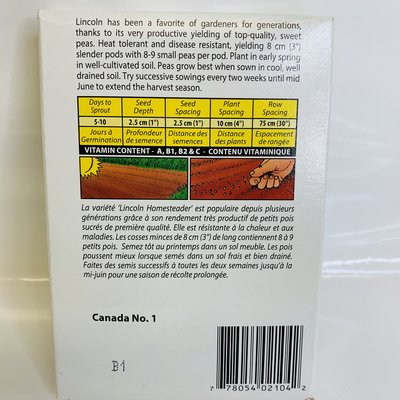 Lincoln has been a favorite of gardeners for generations,
thanks to its very productive yielding of top-quality, sweet
peas. Heat tolerant and disease resistant, yielding 8 cm (3")
slender pods with 8-9 small peas per pod. Plant in early spring
in well-cultivated soil. Peas grow best when sown in cool, well
drained soil. Try successive sowings every two weeks until mid
June to extend the harvest season.
Days to Sprout Seed Depth Seed Spacing Plant Spacing Row Spacing
5-10 2.5 cm (1") 2.5 cm (1") 10 cm (4") 75 cm (30")
Jours à Germination Profondeur de semence Distance des semences Distance des plants Espacement de rangée
VITAMIN CONTENT - A, B1, B2 & C - CONTENU VITAMINIQUE
La variété 'Lincoln Homesteader' est populaire depuis plusieurs
générations grâce à son rendement très productif de petits pois
sucrés de première qualité. Elle est résistante à la chaleur et aux
maladies. Les cosses minces de 8 cm (3") de long contiennent 8 à 9
petits pois. Semez tôt au printemps dans un sol meuble. Les pois
poussent mieux lorsque semés dans un sol frais et bien drainé.
Faites des semis successifs à toutes les deux semaines jusqu'à la
mi-juin pour une saison de récolte prolongée.
Canada No. 1
B1
7 78054 02104 2